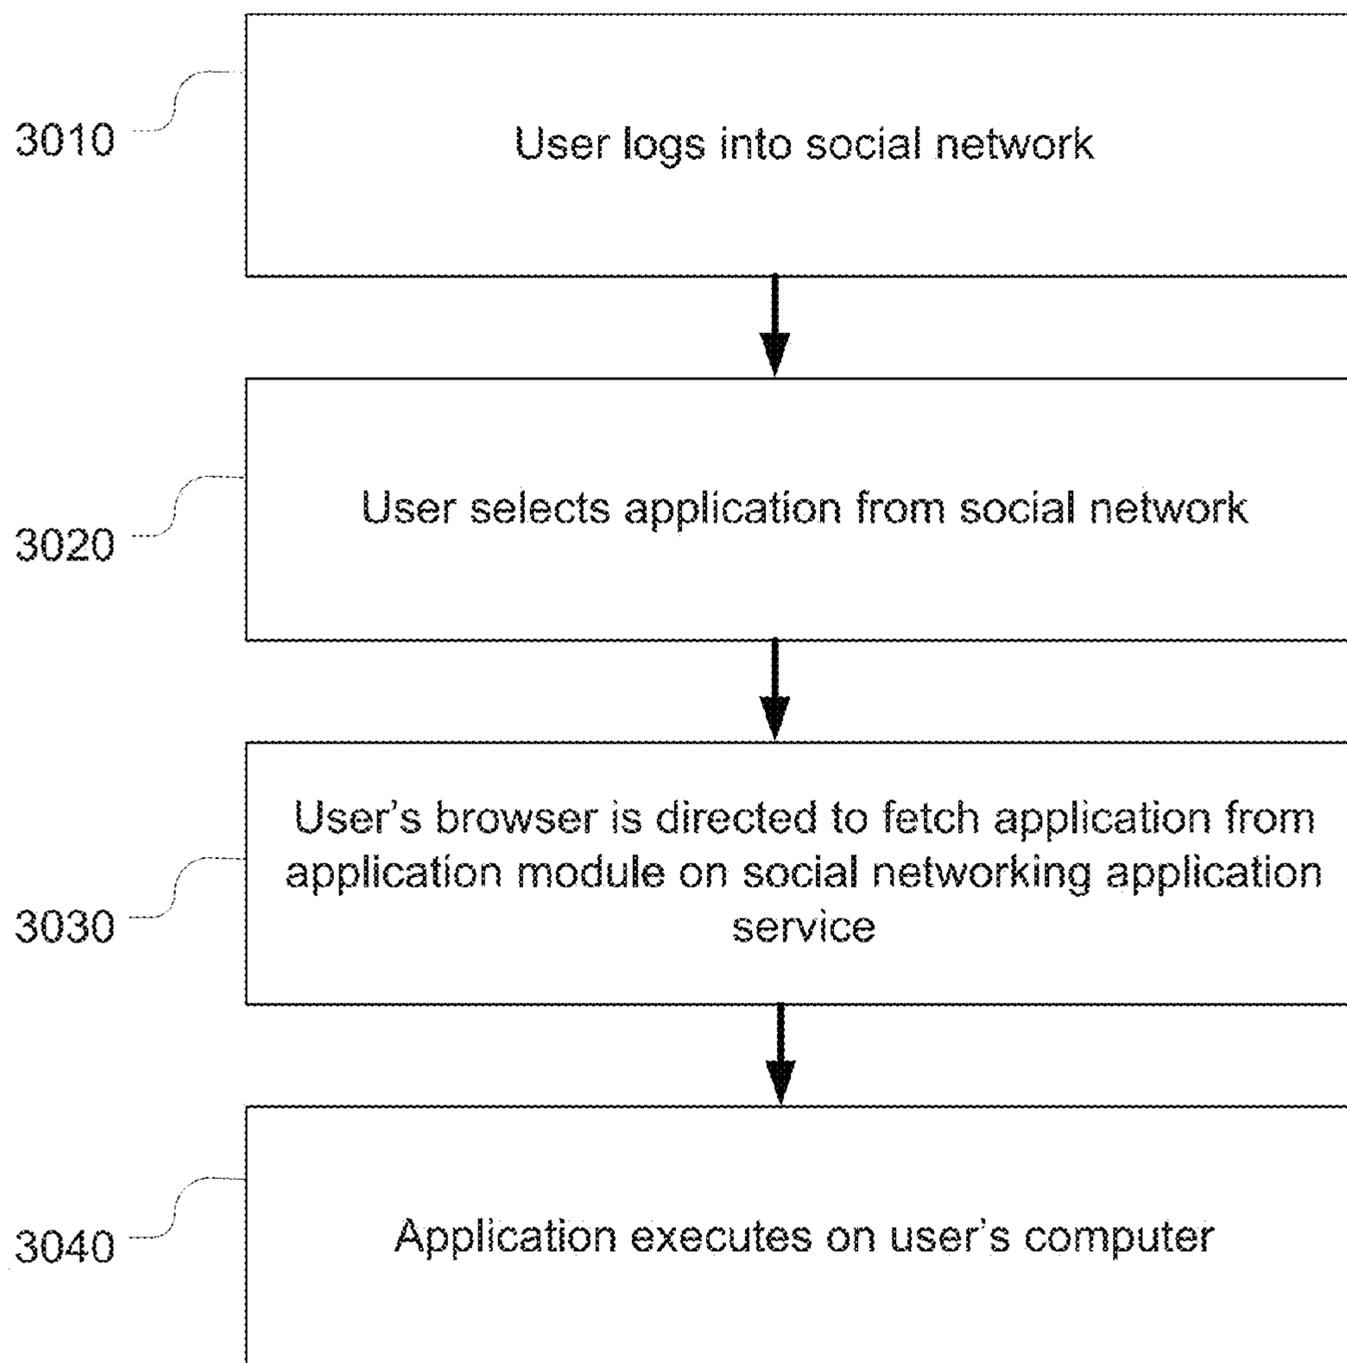 3010
User logs into social network
3020
User selects application from social network
3030
User's browser is directed to fetch application from
application module on social networking application
service
3040
Application executes on user's computer